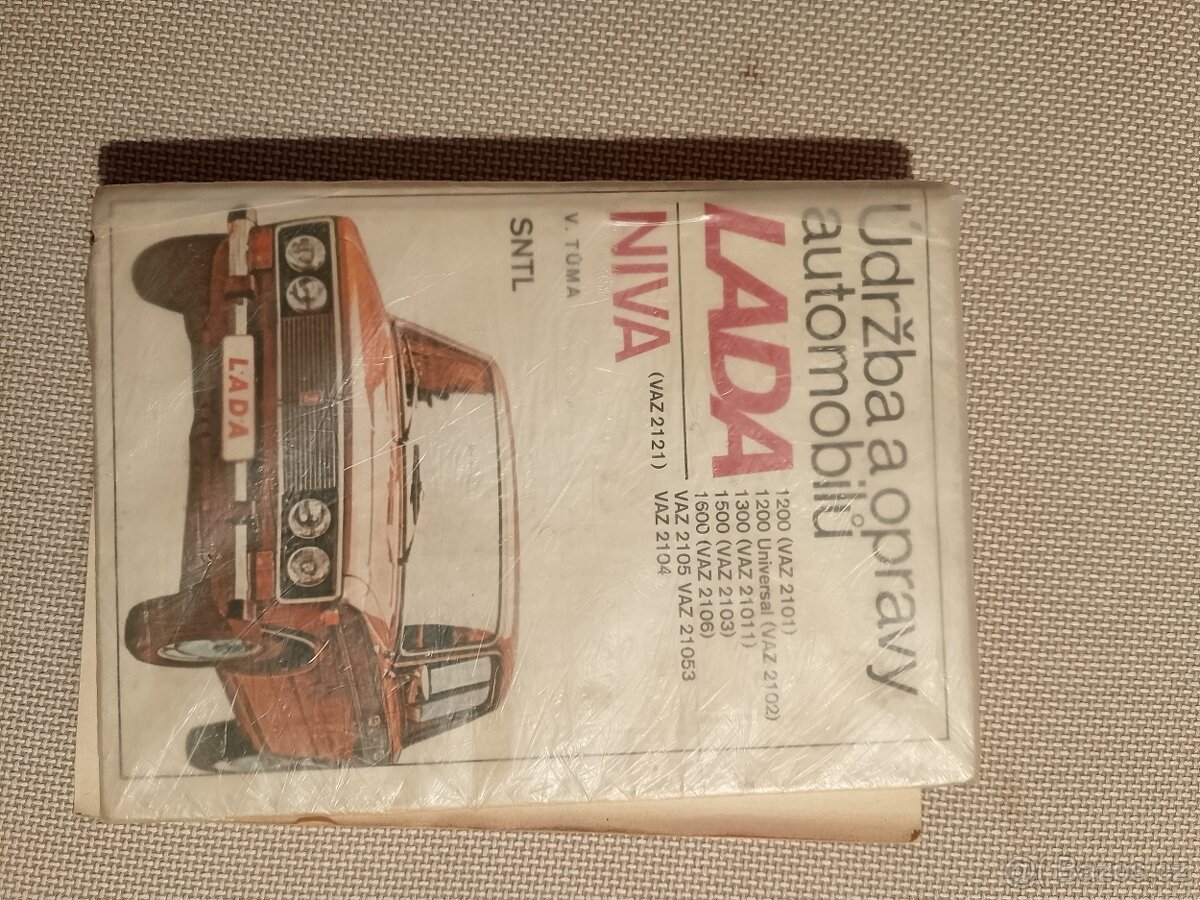 Údržba a opravy
automobilů
LADA
1200 (VAZ 2101)
1200 Universal (VAZ 2102)
1300 (VAZ 21011)
1500 (VAZ 2103)
1600 (VAZ 2106)
VAZ 2105 VAZ 21053
VAZ 2104
NIVA (VAZ 2121)
V. TŮMA
SNTL
LADA
Bazos.cz